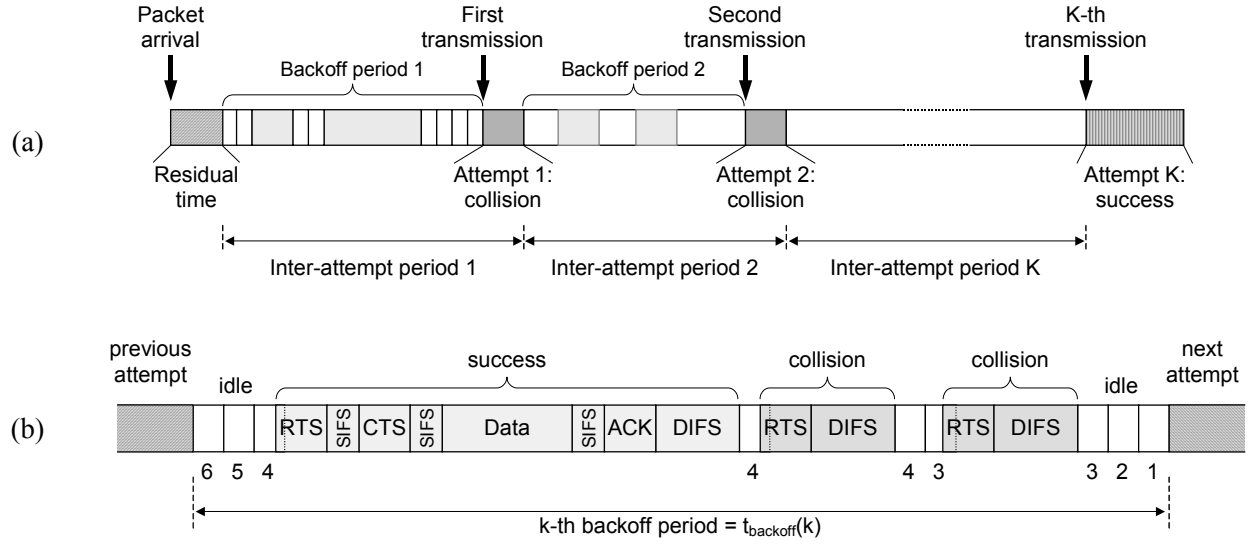 Packet
arrival
First
transmission
Second
transmission
K-th
transmission
Backoff period 1
Backoff period 2
(a)
Residual
time
Attempt 1:
collision
Attempt 2:
collision
Attempt K:
success
Inter-attempt period 1
Inter-attempt period 2
Inter-attempt period K
previous
attempt
idle
success
collision
collision
idle
next
attempt
(b)
RTS
SIFS
CTS
SIFS
Data
SIFS
ACK
DIFS
RTS
DIFS
RTS
DIFS
6 5 4 4 4 3 3 2 1
k-th backoff period = tbackoff(k)